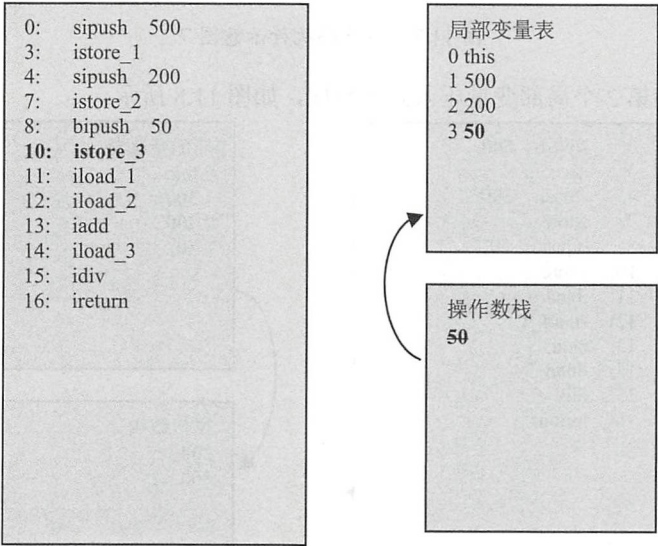 0: sipush 500
3: istore_1
4: sipush 200
7: istore_2
8: bipush 50
10: istore_3
11: iload_1
12: iload_2
13: iadd
14: iload_3
15: idiv
16: ireturn
局部变量表
0 this
1 500
2 200
3 50
操作数栈
50